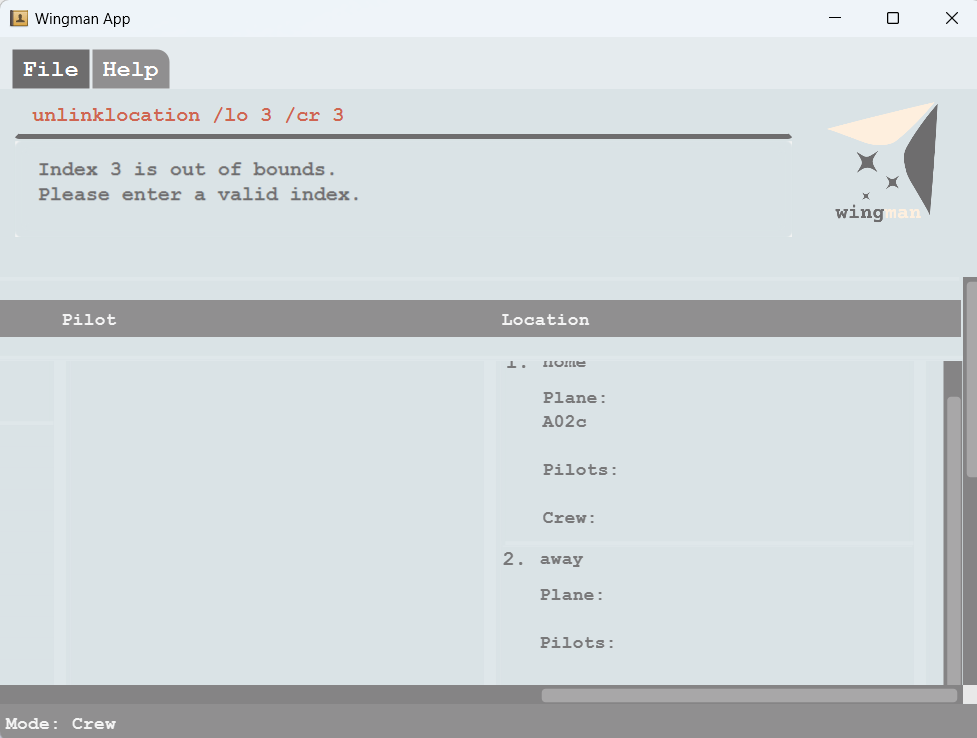 Wingman App
File Help
unlinklocation /lo 3 /cr 3
Index 3 is out of bounds.
Please enter a valid index.
wingman
Pilot Location
1. home
Plane:
A02c
Pilots:
Crew:
2. away
Plane:
Pilots:
Mode: Crew